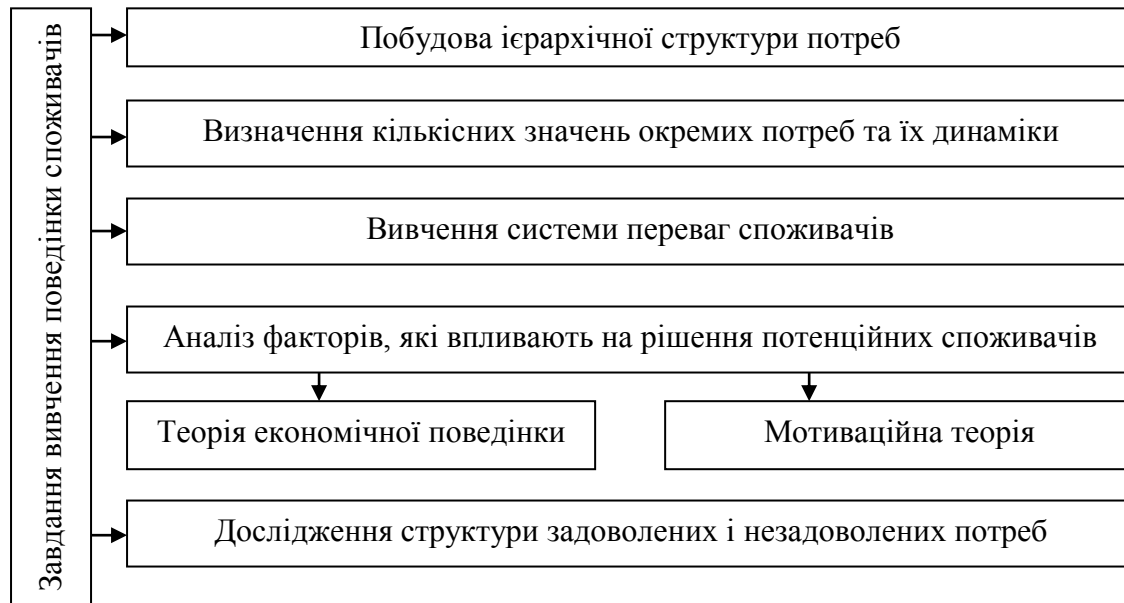 Завдання вивчення поведінки споживачів
Побудова ієрархічної структури потреб
Визначення кількісних значень окремих потреб та їх динаміки
Вивчення системи переваг споживачів
Аналіз факторів, які впливають на рішення потенційних споживачів
Теорія економічної поведінки
Мотиваційна теорія
Дослідження структури задоволених і незадоволених потреб